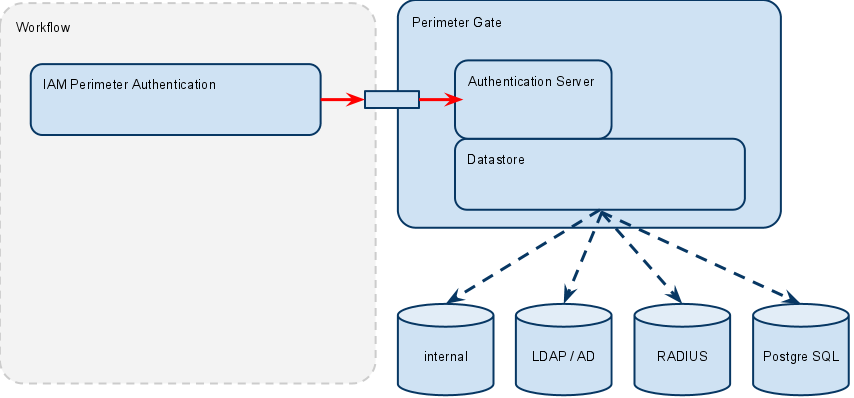 Workflow
Perimeter Gate
IAM Perimeter Authentication
Authentication Server
Datastore
internal
LDAP / AD
RADIUS
Postgre SQL